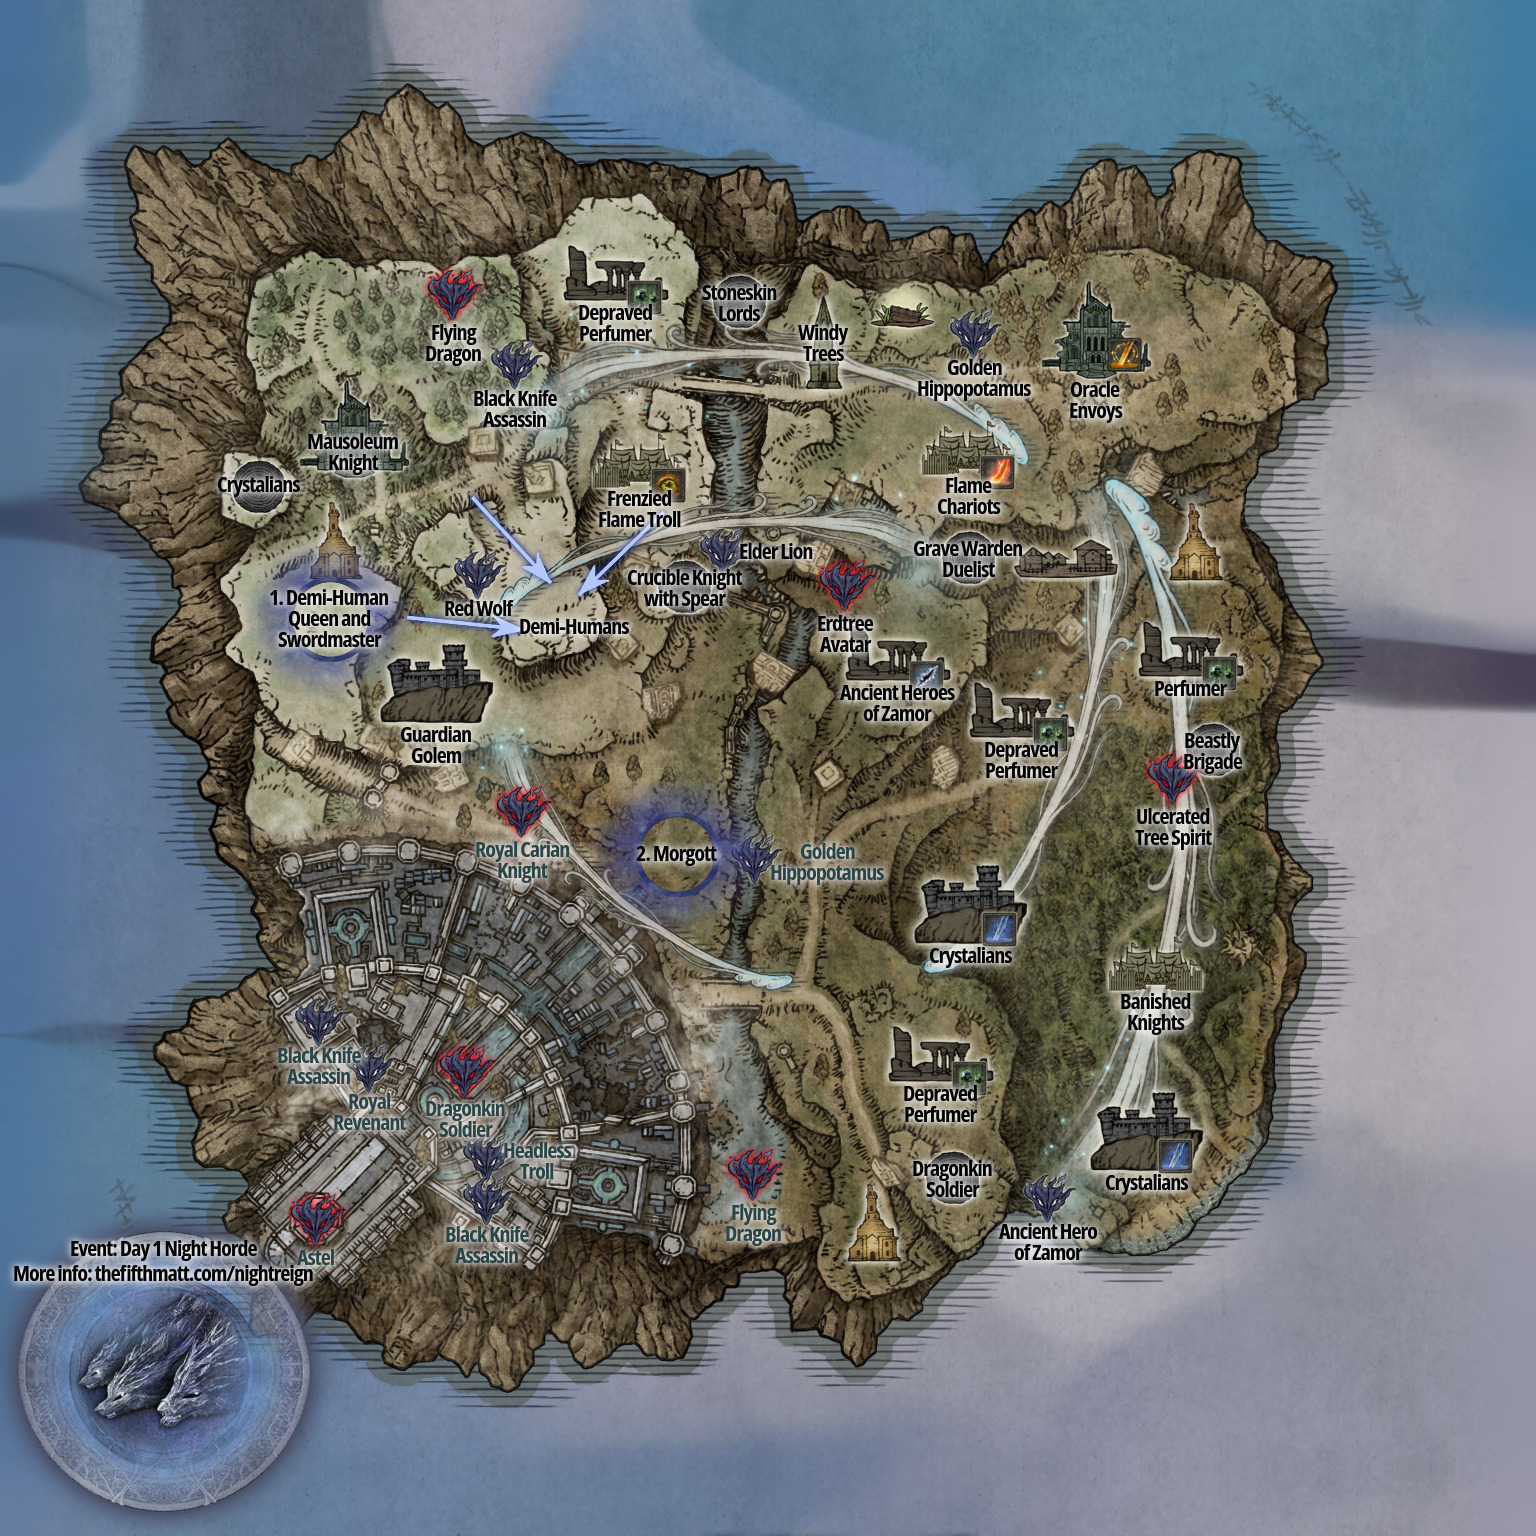 Flying
Dragon
Depraved
Perfumer
Stoneskin
Lords
Windy
Trees
Golden
Hippopotamus
Oracle
Envoys
Black Knife
Assassin
Mausoleum
Knight
Crystalians
Frenzied
Flame Troll
Flame
Chariots
Elder Lion
Grave Warden
Duelist
1. Demi-Human
Queen and
Swordmaster
Red Wolf
Demi-Humans
Crucible Knight
with Spear
Erdtree
Avatar
Ancient Heroes
of Zamor
Perfumer
Guardian
Golem
Depraved
Perfumer
Beastly
Brigade
Ulcerated
Tree Spirit
Royal Carian
Knight
2. Morgott
Golden
Hippopotamus
Crystalians
Banished
Knights
Black Knife
Assassin
Royal
Revenant
Dragonkin
Soldier
Headless
Troll
Depraved
Perfumer
Dragonkin
Soldier
Crystalians
Flying
Dragon
Black Knife
Assassin
Astel
Ancient Hero
of Zamor
Event: Day 1 Night Horde
More info: thefifthmatt.com/nightreign